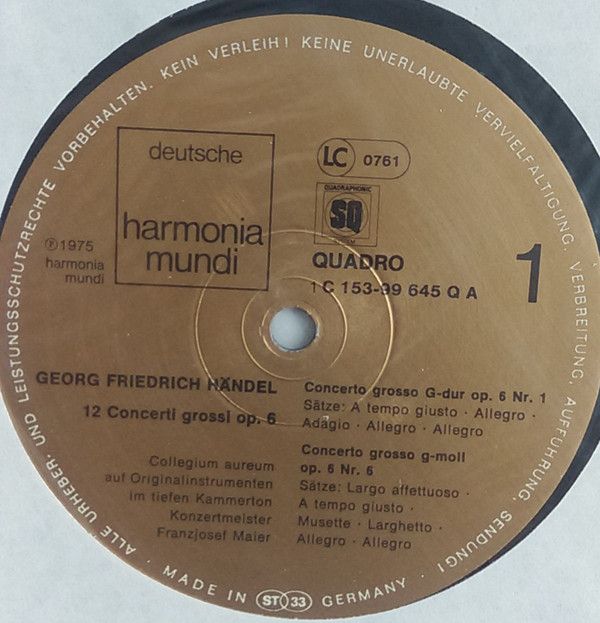 ALLE URHEBER- UND LEISTUNGSSCHUTZRECHTE VORBEHALTEN. KEIN VERLEIH! KEINE UNERLAUBTE VERVIELFÄLTIGUNG, VERBREITUNG, AUFFÜHRUNG, SENDUNG!
deutsche
harmonia
mundi
LC 0761
QUADRAPHONIC
SQ
QUADRO
1 C 153-99 645 Q A
1
Ⓟ 1975
harmonia
mundi
GEORG FRIEDRICH HÄNDEL
12 Concerti grossi op. 6
Collegium aureum
auf Originalinstrumenten
im tiefen Kammerton
Konzertmeister
Franzjosef Maier
Concerto grosso G-dur op. 6 Nr. 1
Sätze: A tempo giusto · Allegro ·
Adagio · Allegro · Allegro
Concerto grosso g-moll
op. 6 Nr. 6
Sätze: Largo affettuoso ·
A tempo giusto ·
Musette · Larghetto ·
Allegro · Allegro
· MADE IN ST 33 GERMANY ·